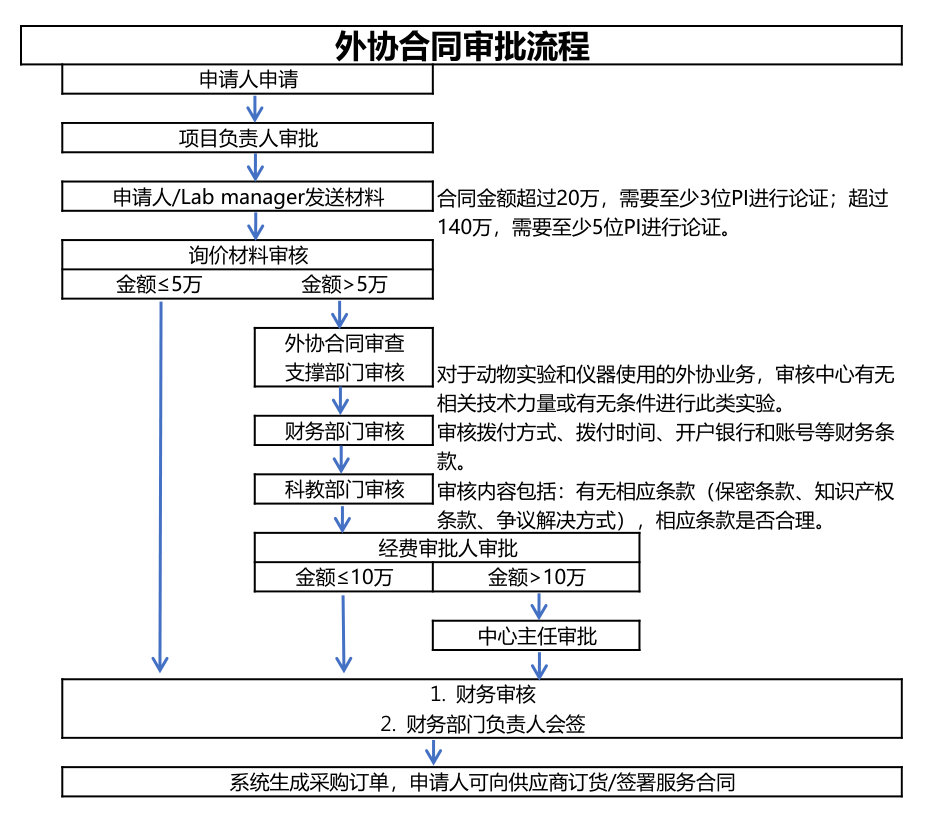 外协合同审批流程
申请人申请
项目负责人审批
申请人/Lab manager发送材料
合同金额超过20万，需要至少3位PI进行论证；超过
140万，需要至少5位PI进行论证。
询价材料审核
金额≤5万 金额>5万
外协合同审查
支撑部门审核
对于动物实验和仪器使用的外协业务，审核中心有无
相关技术力量或有无条件进行此类实验。
财务部门审核
审核拨付方式、拨付时间、开户银行和账号等财务条
款。
科教部门审核
审核内容包括：有无相应条款（保密条款、知识产权
条款、争议解决方式），相应条款是否合理。
经费审批人审批
金额≤10万 金额>10万
中心主任审批
1. 财务审核
2. 财务部门负责人会签
系统生成采购订单，申请人可向供应商订货/签署服务合同